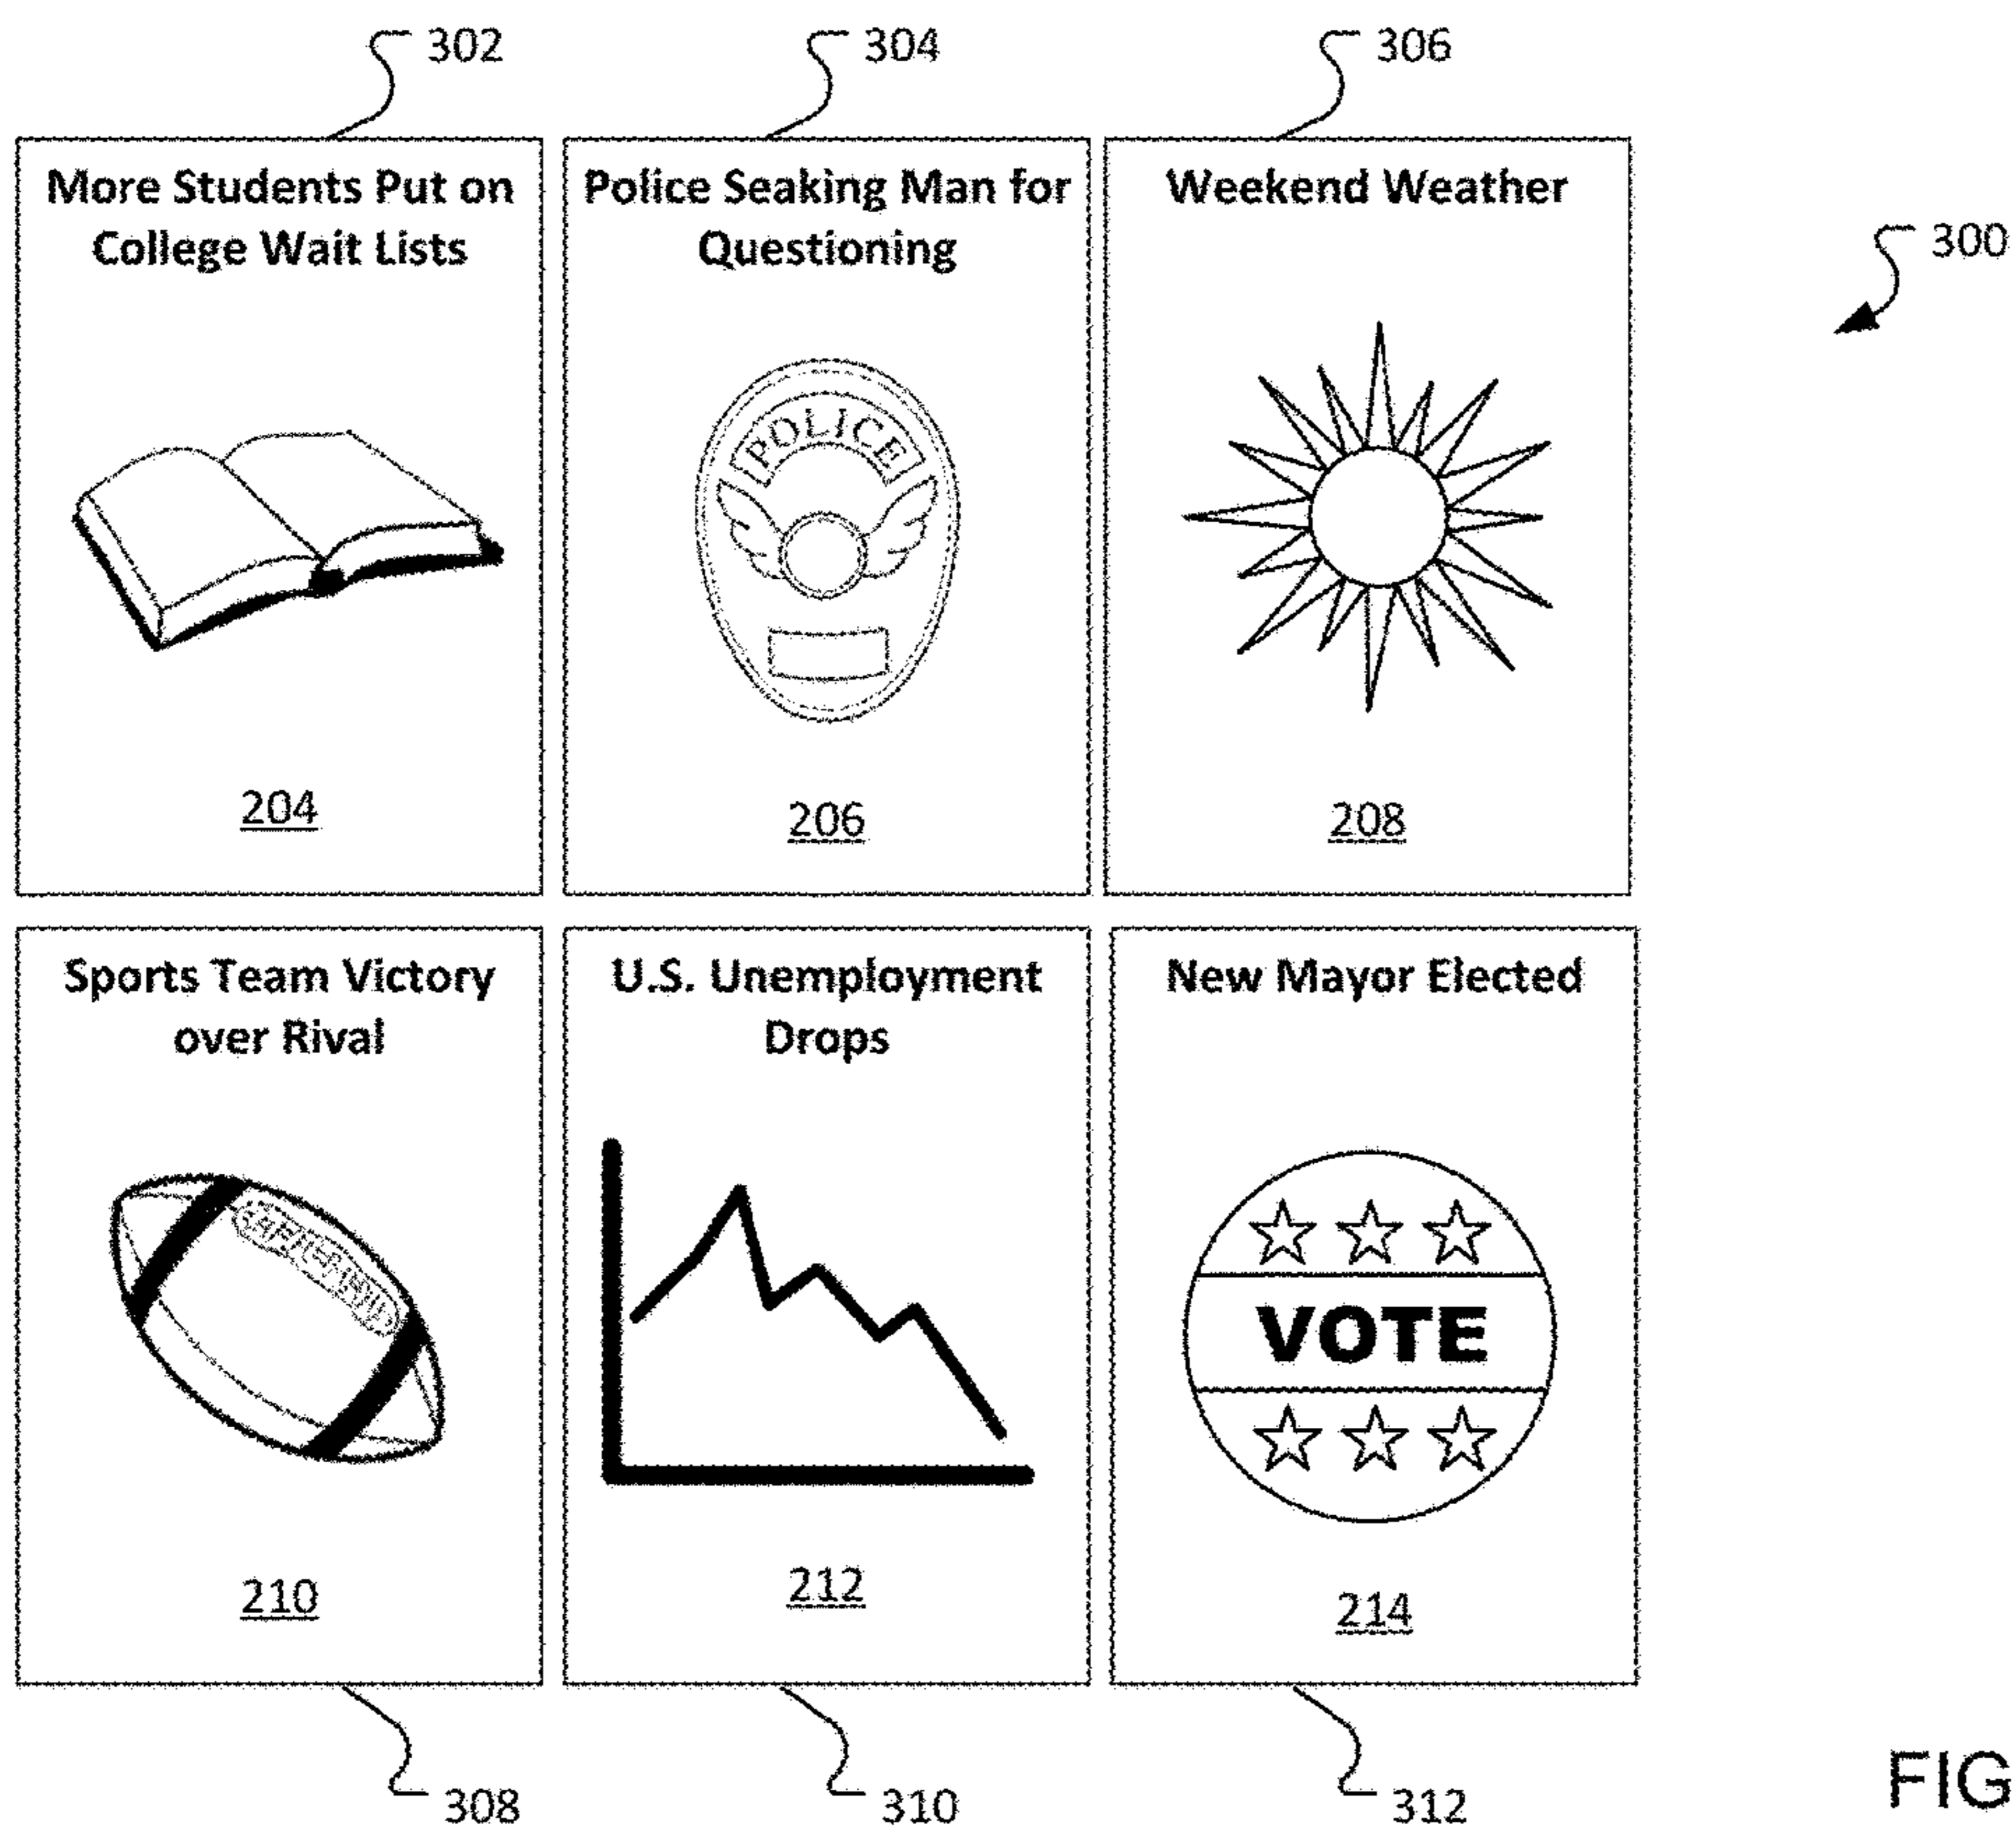 302
304
306
300
More Students Put on
College Wait Lists
204
Police Seaking Man for
Questioning
POLICE
206
Weekend Weather
208
Sports Team Victory
over Rival
210
U.S. Unemployment
Drops
212
New Mayor Elected
VOTE
214
308
310
312
FIG